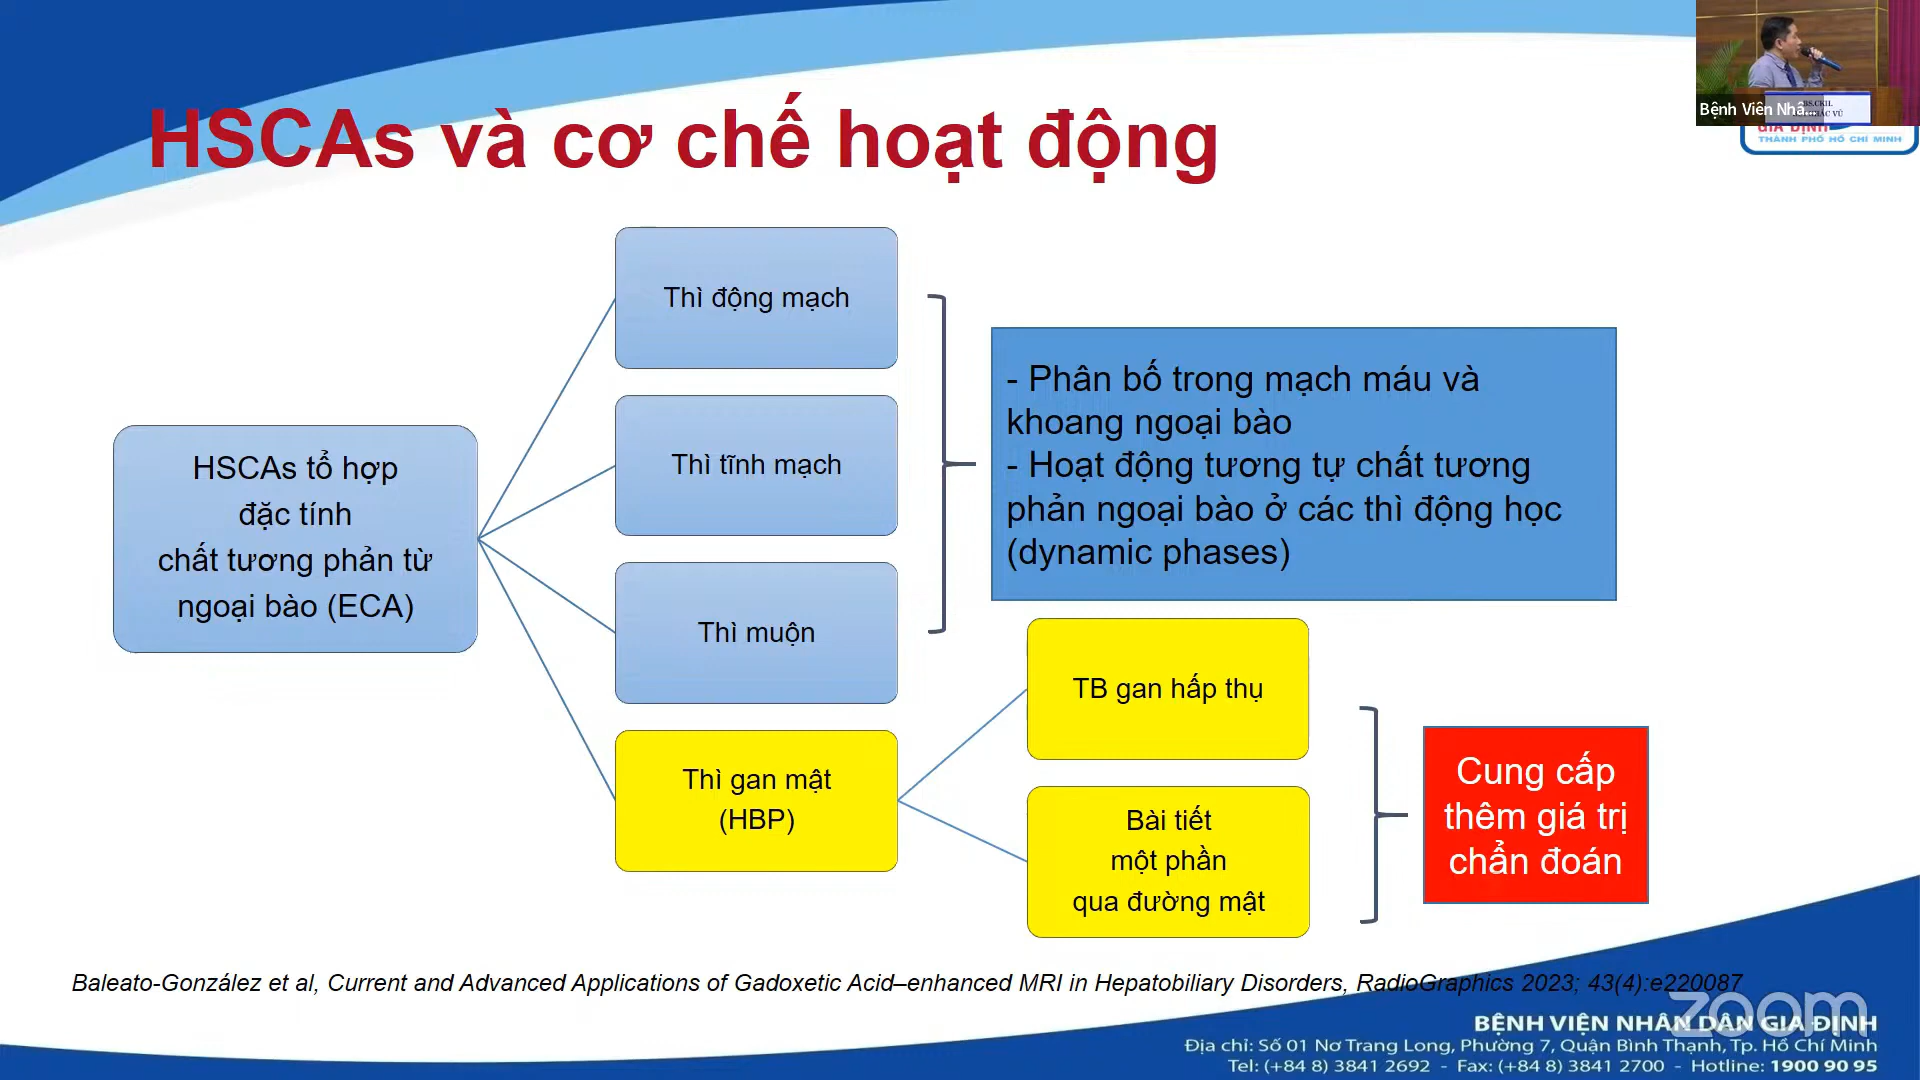 HSCAs và cơ chế hoạt động
Bệnh Viện Nhâ...
BS.CKII.
GIA ĐỊNH
THÀNH PHỐ HỒ CHÍ MINH
HSCAs tổ hợp
đặc tính
chất tương phản từ
ngoại bào (ECA)
Thì động mạch
Thì tĩnh mạch
Thì muộn
Thì gan mật
(HBP)
- Phân bố trong mạch máu và
khoang ngoại bào
- Hoạt động tương tự chất tương
phản ngoại bào ở các thì động học
(dynamic phases)
TB gan hấp thụ
Bài tiết
một phần
qua đường mật
Cung cấp
thêm giá trị
chẩn đoán
Baleato-González et al, Current and Advanced Applications of Gadoxetic Acid–enhanced MRI in Hepatobiliary Disorders, RadioGraphics 2023; 43(4):e220087
zoom
BỆNH VIỆN NHÂN DÂN GIA ĐỊNH
Địa chỉ: Số 01 Nơ Trang Long, Phường 7, Quận Bình Thạnh, Tp. Hồ Chí Minh
Tel: (+84 8) 3841 2692 - Fax: (+84 8) 3841 2700 - Hotline: 1900 90 95